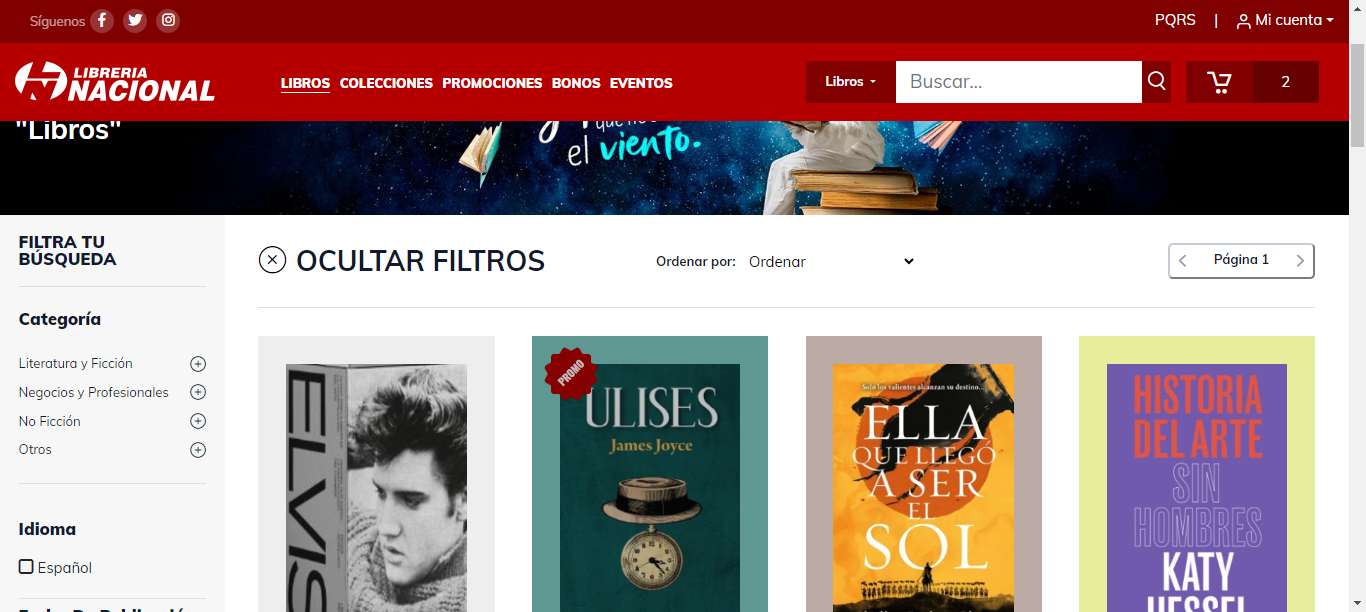 Síguenos
PQRS | Mi cuenta
LIBRERIA
NACIONAL
LIBROS COLECCIONES PROMOCIONES BONOS EVENTOS
Libros
Buscar...
2
"Libros"
que nos
el viento.
FILTRA TU
BÚSQUEDA
Categoría
Literatura y Ficción
Negocios y Profesionales
No Ficción
Otros
Idioma
Español
OCULTAR FILTROS
Ordenar por: Ordenar
Página 1
ELVIS
PROMO
ULISES
James Joyce
Solo los valientes alcanzan su destino...
ELLA
QUE LLEGÓ
A SER
EL
SOL
HISTORIA
DEL ARTE
SIN
HOMBRES
KATY
HESSEL